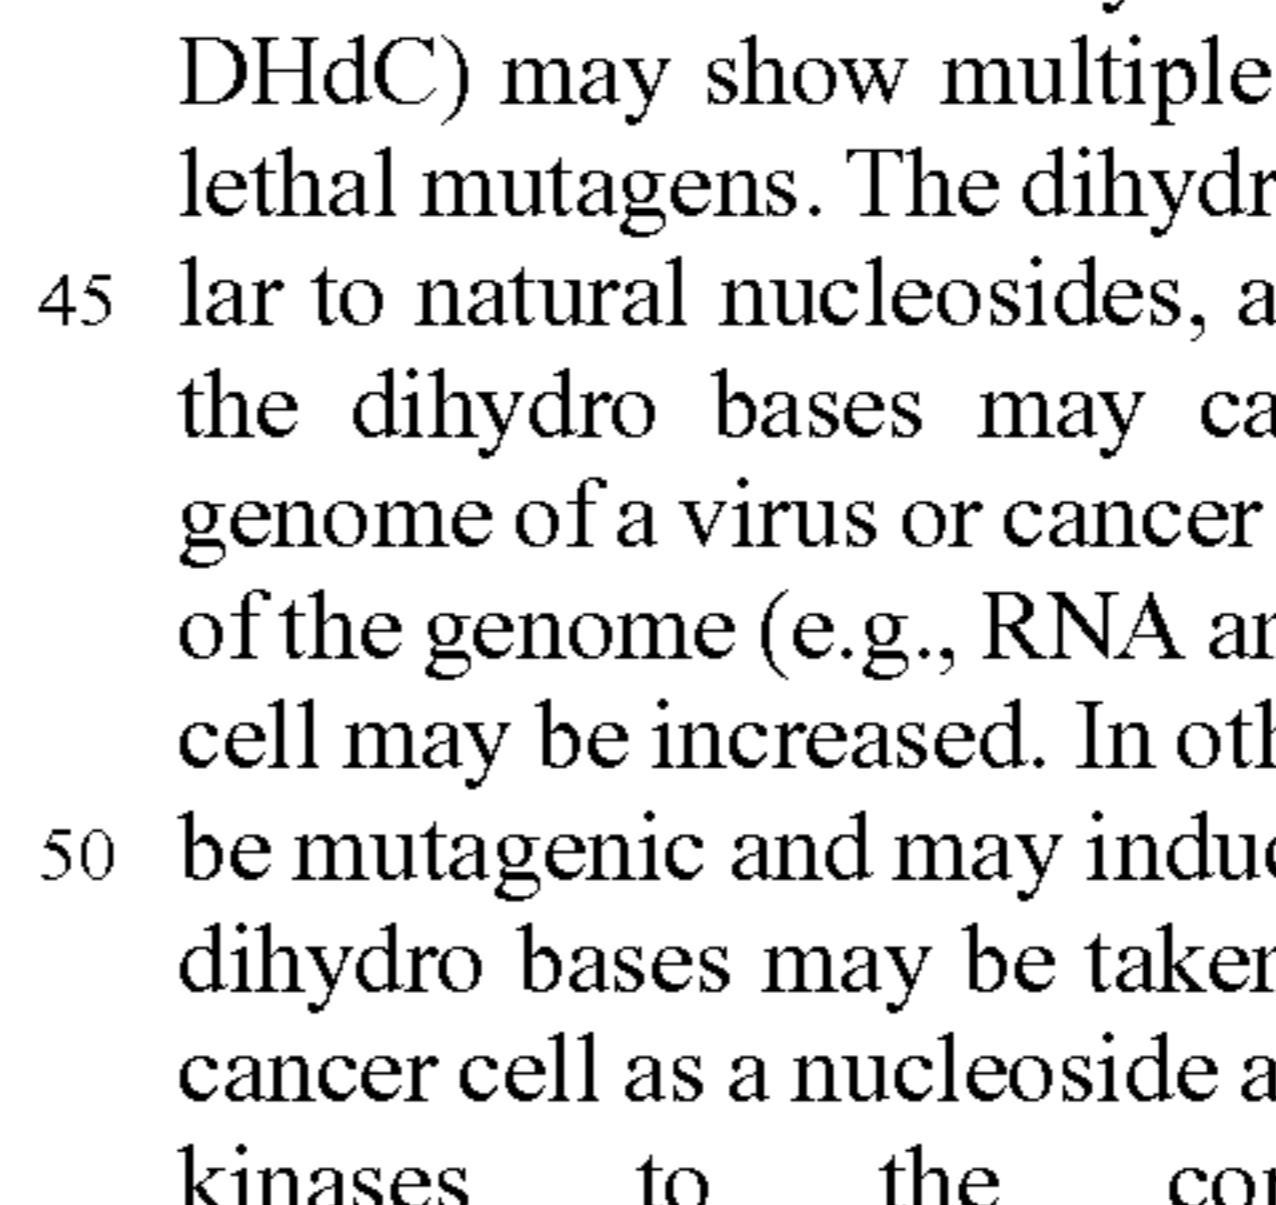 DHdC) may show multiple
lethal mutagens. The dihydr
45 lar to natural nucleosides, a
the dihydro bases may ca
genome of a virus or cancer
of the genome (e.g., RNA ar
cell may be increased. In oth
50 be mutagenic and may induc
dihydro bases may be taken
cancer cell as a nucleoside a
kinases to the cor